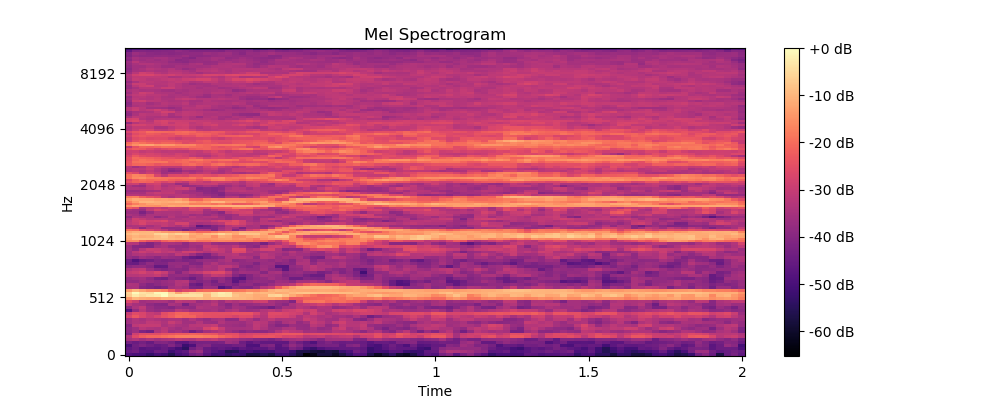 Mel Spectrogram
+0 dB
8192
-10 dB
4096
-20 dB
2048
-30 dB
Hz
1024
-40 dB
512
-50 dB
-60 dB
0
0 0.5 1 1.5 2
Time